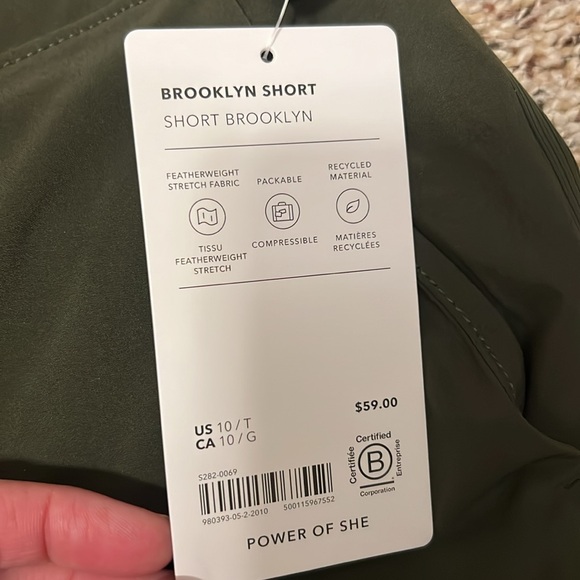 BROOKLYN SHORT
SHORT BROOKLYN
FEATHERWEIGHT
STRETCH FABRIC
TISSU
FEATHERWEIGHT
STRETCH
PACKABLE
COMPRESSIBLE
RECYCLED
MATERIAL
MATIÈRES
RECYCLÉES
$59.00
US 10 / T
CA 10 / G
S282-0069
980393-05-2-2010 500115967552
Certified
Certifiée
B
Entreprise
Corporation
POWER OF SHE